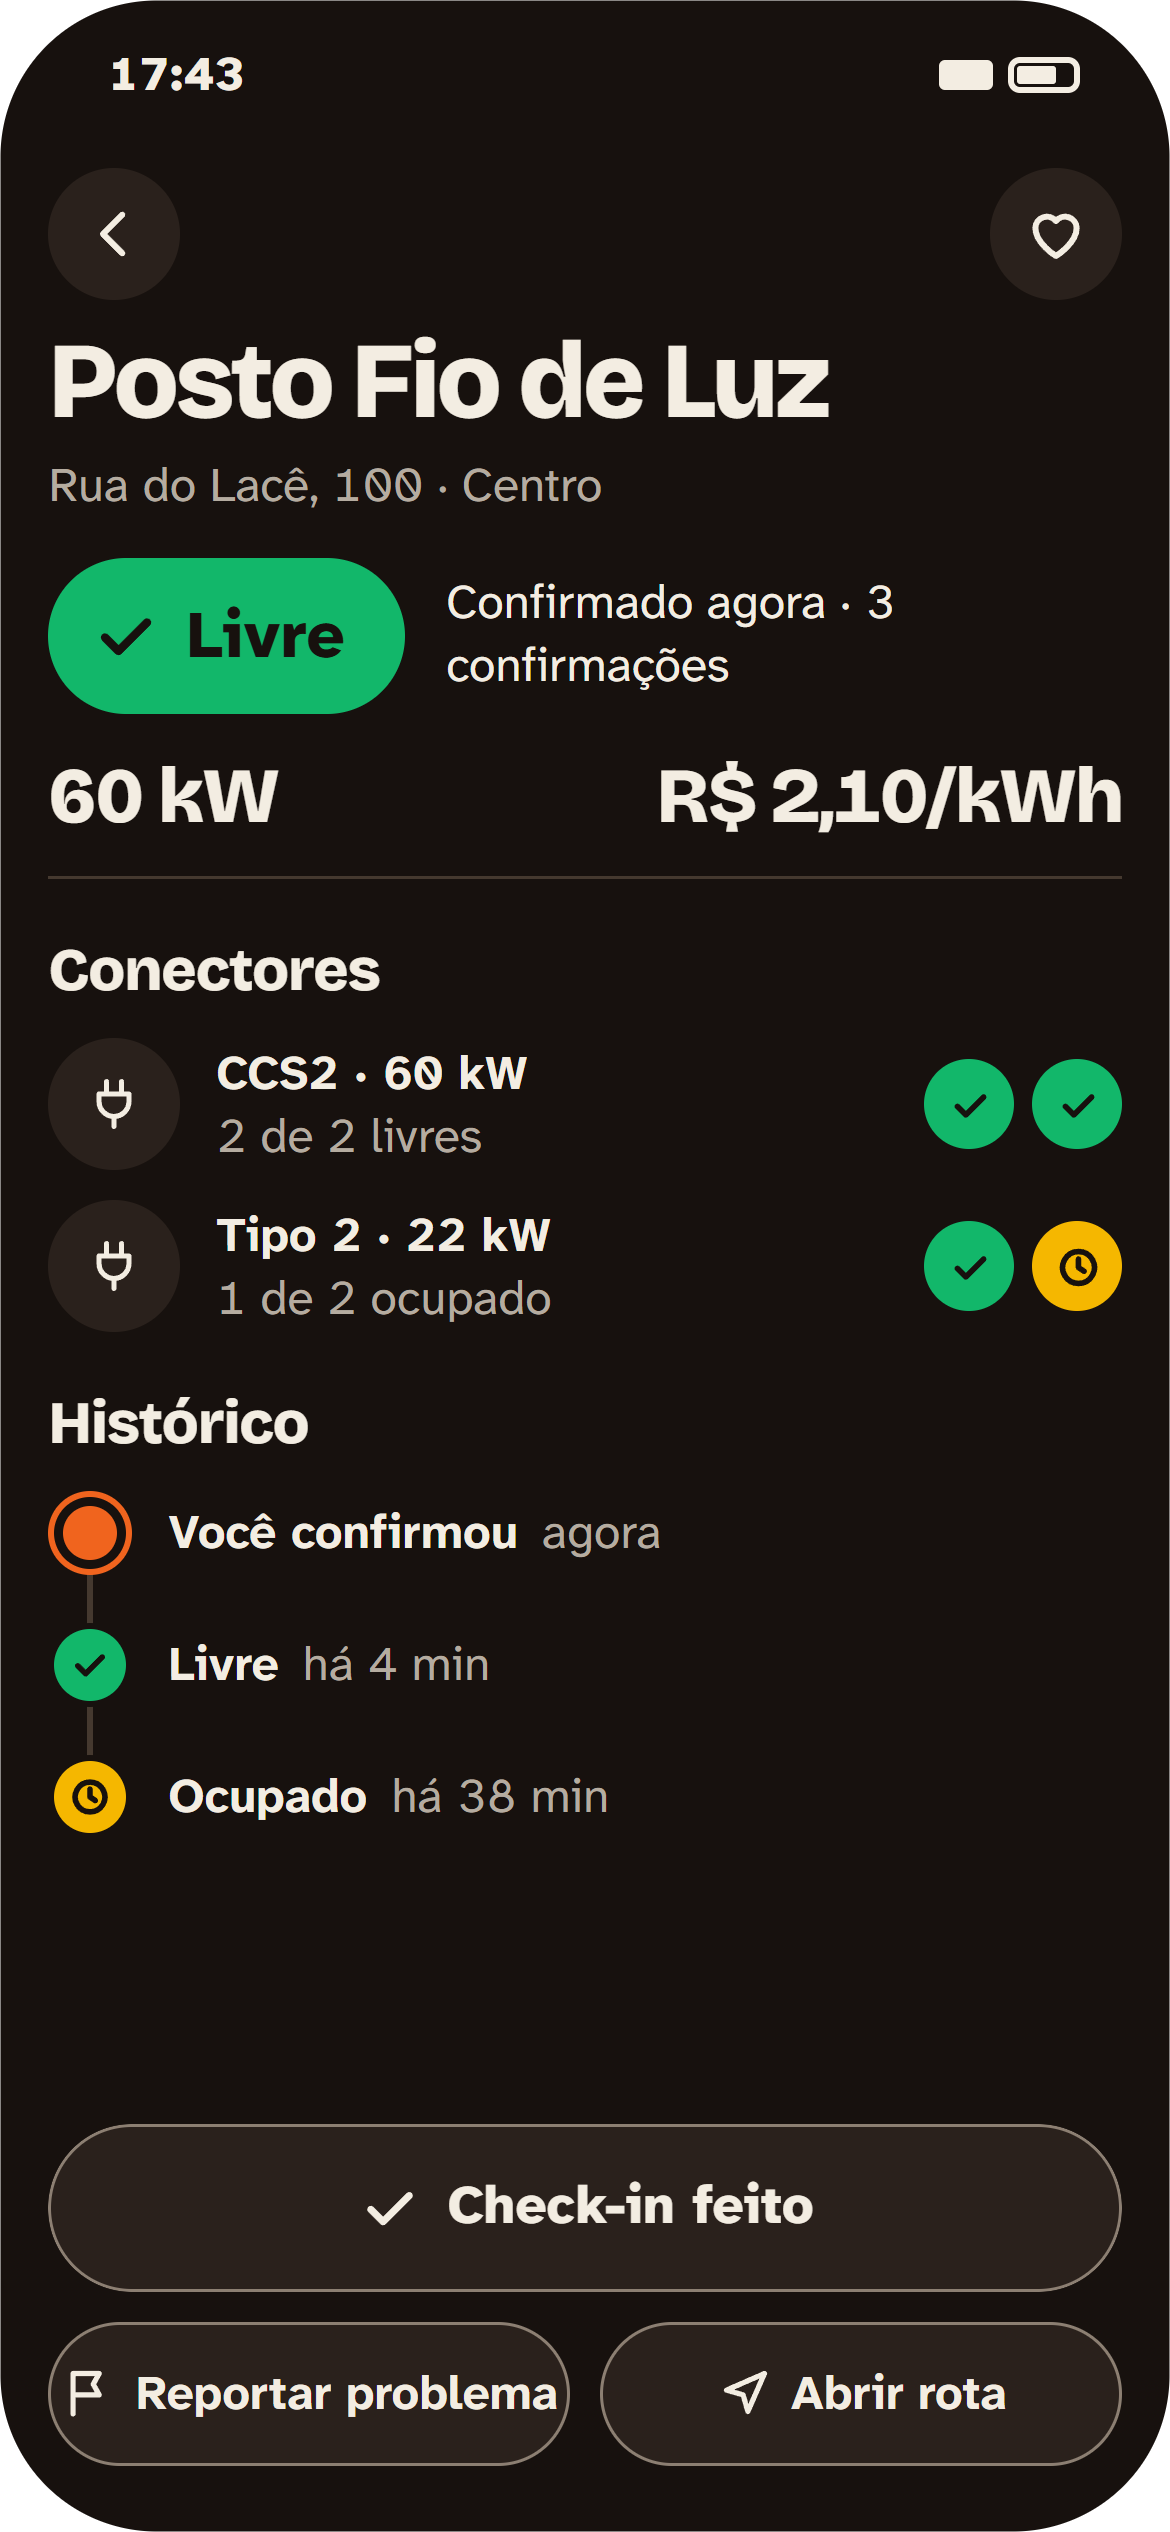 17:43
Posto Fio de Luz
Rua do Lacê, 100 · Centro
Livre
Confirmado agora · 3
confirmações
60 kW
R$ 2,10/kWh
Conectores
CCS2 · 60 kW
2 de 2 livres
Tipo 2 · 22 kW
1 de 2 ocupado
Histórico
Você confirmou agora
Livre há 4 min
Ocupado há 38 min
Check-in feito
Reportar problema
Abrir rota